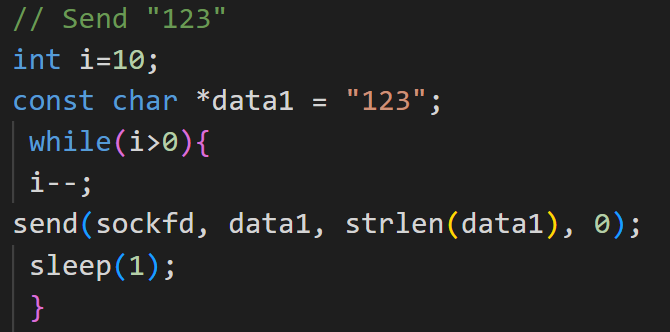 // Send "123"
int i=10;
const char *data1 = "123";
while(i>0){
i--;
send(sockfd, data1, strlen(data1), 0);
sleep(1);
}